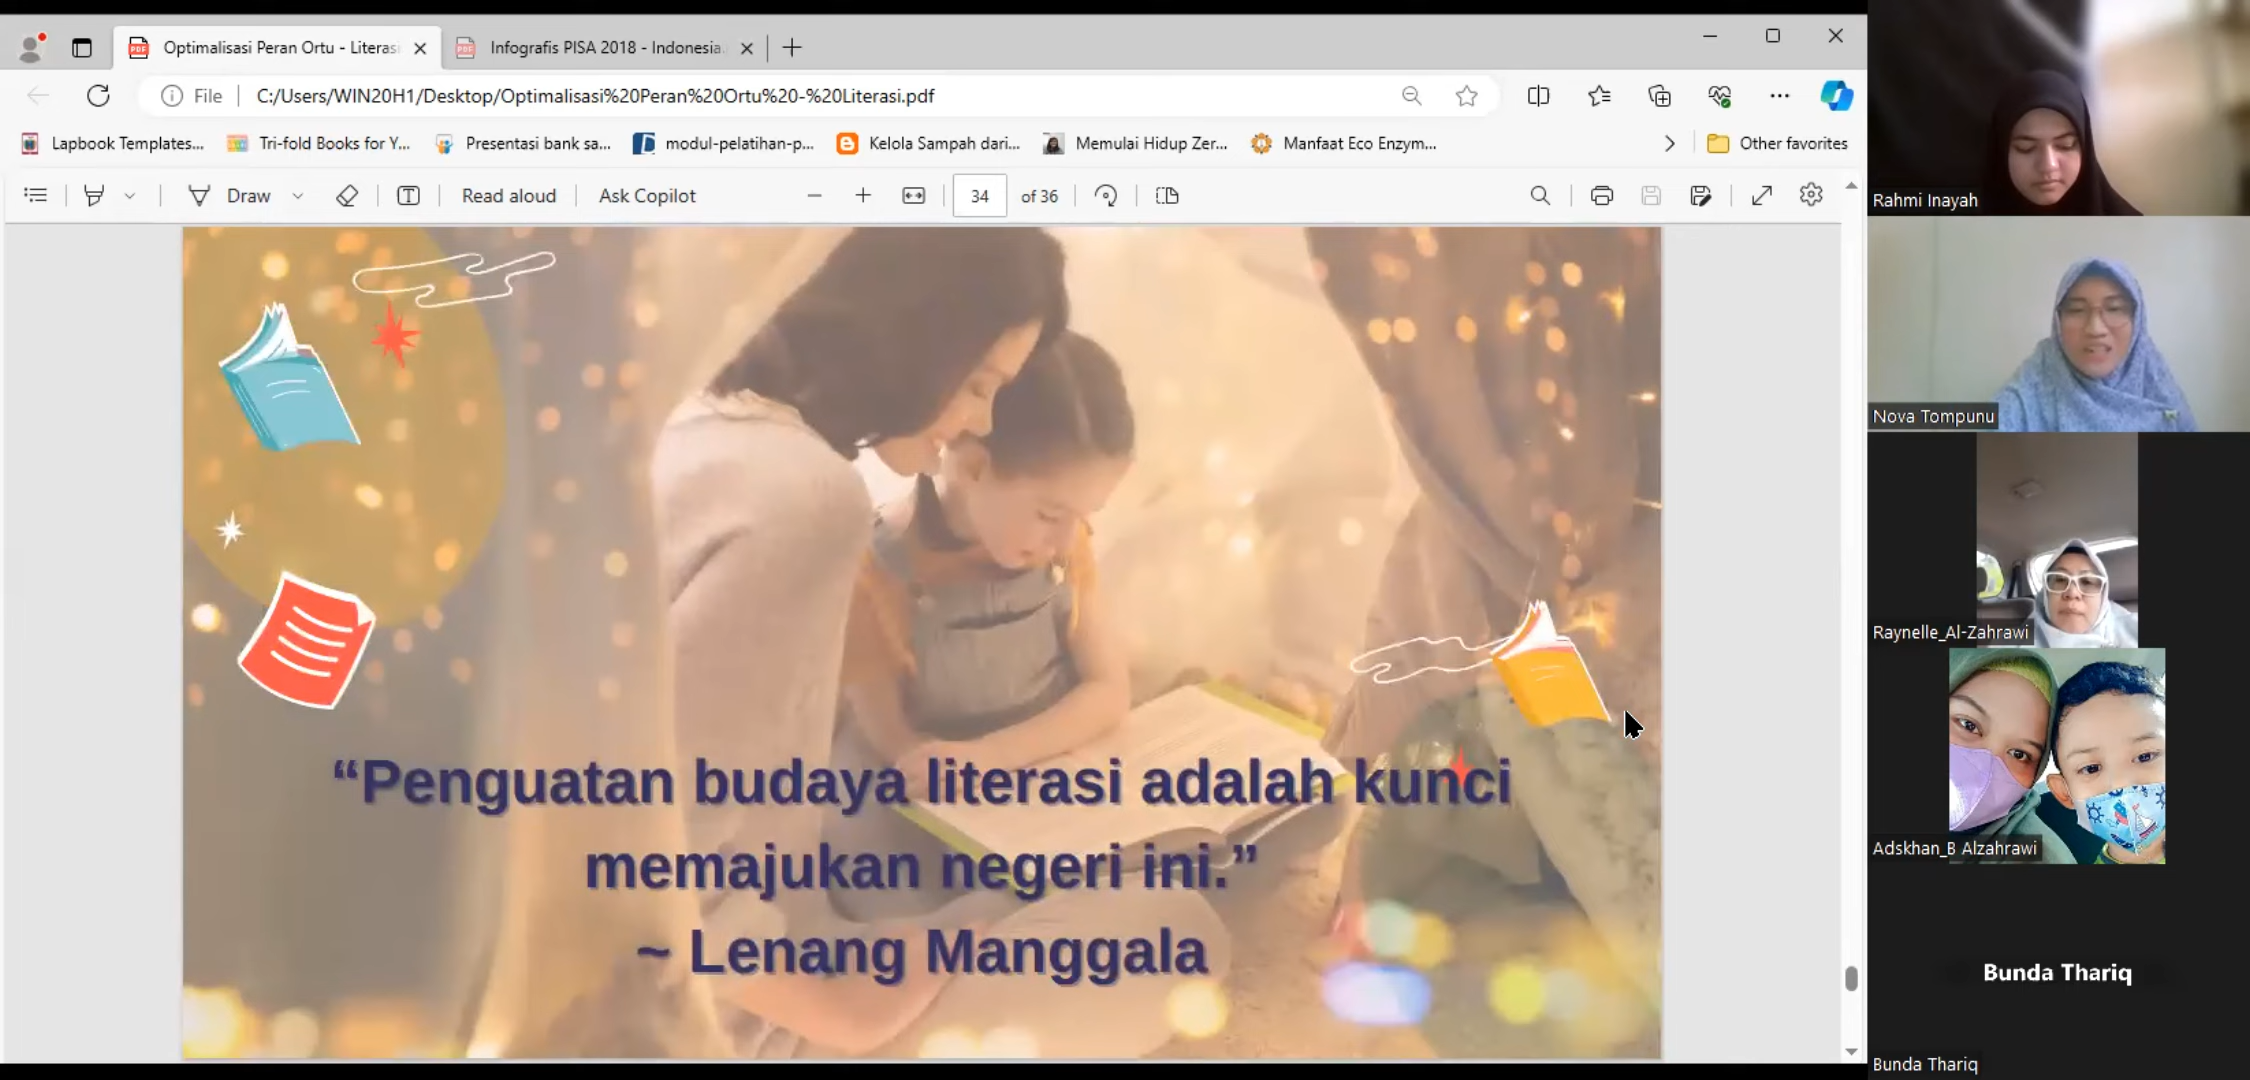 Optimalisasi Peran Ortu - Literas
Infografis PISA 2018 - Indonesia.
File
C:/Users/WIN20H1/Desktop/Optimalisasi%20Peran%20Ortu%20-%20Literasi.pdf
Lapbook Templates...
Tri-fold Books for Y...
Presentasi bank sa...
modul-pelatihan-p...
Kelola Sampah dari...
Memulai Hidup Zer...
Manfaat Eco Enzym...
Other favorites
Draw
Read aloud
Ask Copilot
34 of 36
“Penguatan budaya literasi adalah kunci
memajukan negeri ini.”
~ Lenang Manggala
Rahmi Inayah
Nova Tompunu
Raynelle_Al-Zahrawi
Adskhan_B Alzahrawi
Bunda Thariq
Bunda Thariq